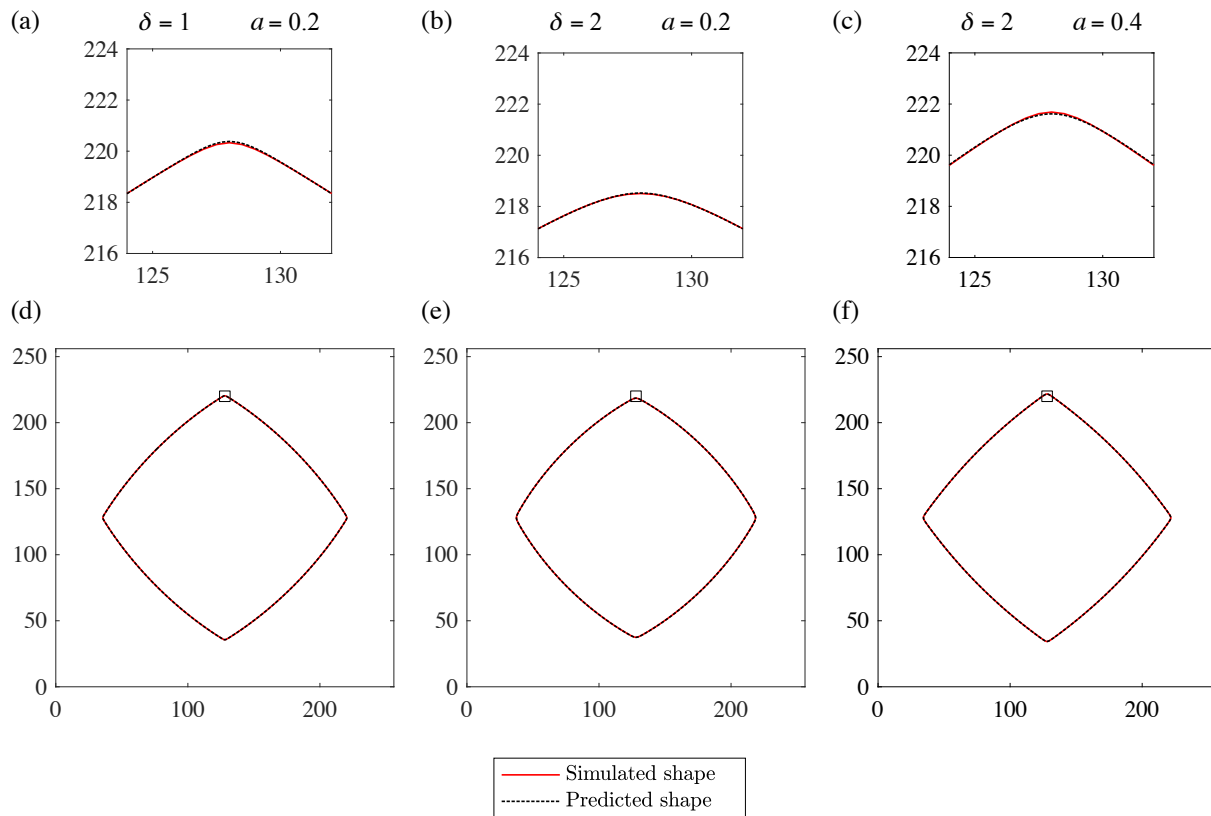 (a) δ = 1 a = 0.2 (b) δ = 2 a = 0.2 (c) δ = 2 a = 0.4
224 224 224
222 222 222
220 220 220
218 218 218
216 216 216
125 130 125 130 125 130
(d) (e) (f)
250 250 250
200 200 200
150 150 150
100 100 100
50 50 50
0 0 0
0 100 200 0 100 200 0 100 200
Simulated shape
Predicted shape